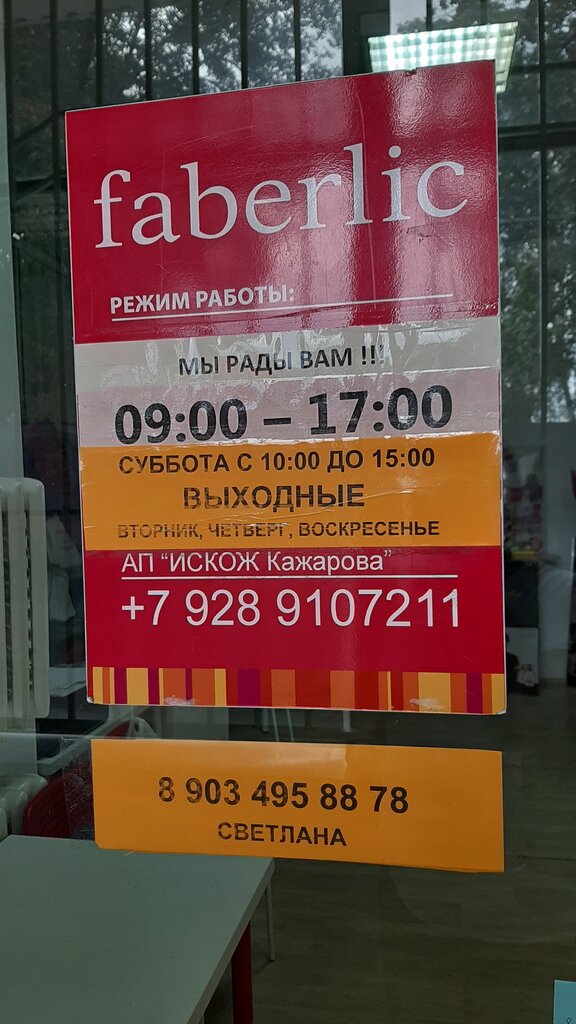 faberlic
РЕЖИМ РАБОТЫ:
МЫ РАДЫ ВАМ !!!
09:00 – 17:00
СУББОТА С 10:00 ДО 15:00
ВЫХОДНЫЕ
ВТОРНИК, ЧЕТВЕРГ, ВОСКРЕСЕНЬЕ
АП “ИСКОЖ Кажарова”
+7 928 9107211
8 903 495 88 78
СВЕТЛАНА